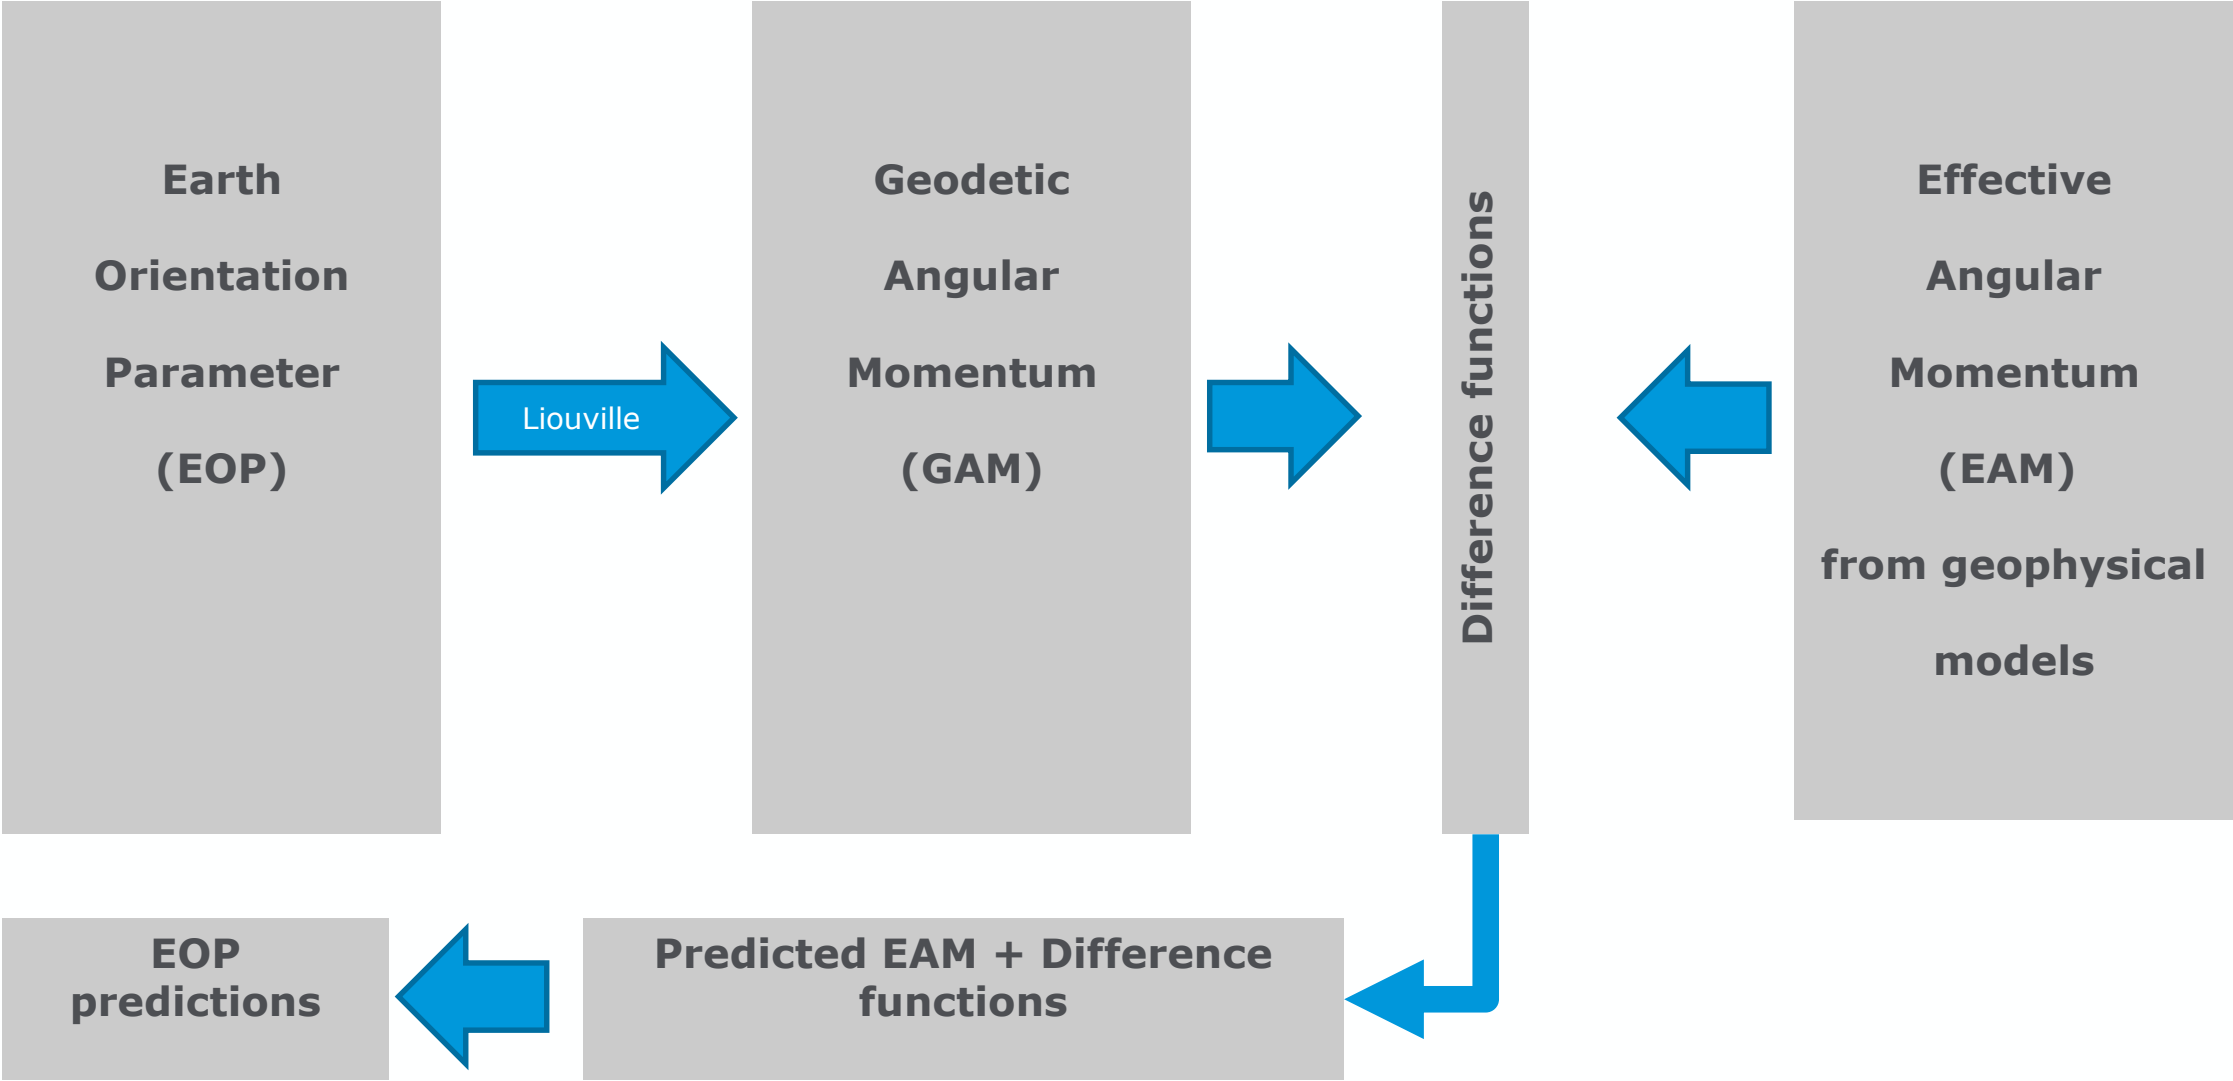 Earth
Orientation
Parameter
(EOP)
Liouville
Geodetic
Angular
Momentum
(GAM)
Difference functions
Effective
Angular
Momentum
(EAM)
from geophysical
models
EOP
predictions
Predicted EAM + Difference
functions